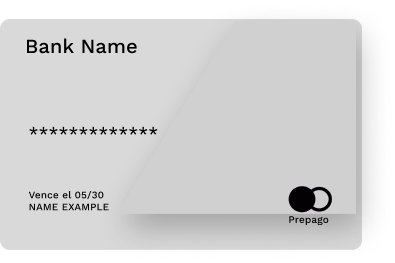 Bank Name
*************
Vence el 05/30
NAME EXAMPLE
Prepago